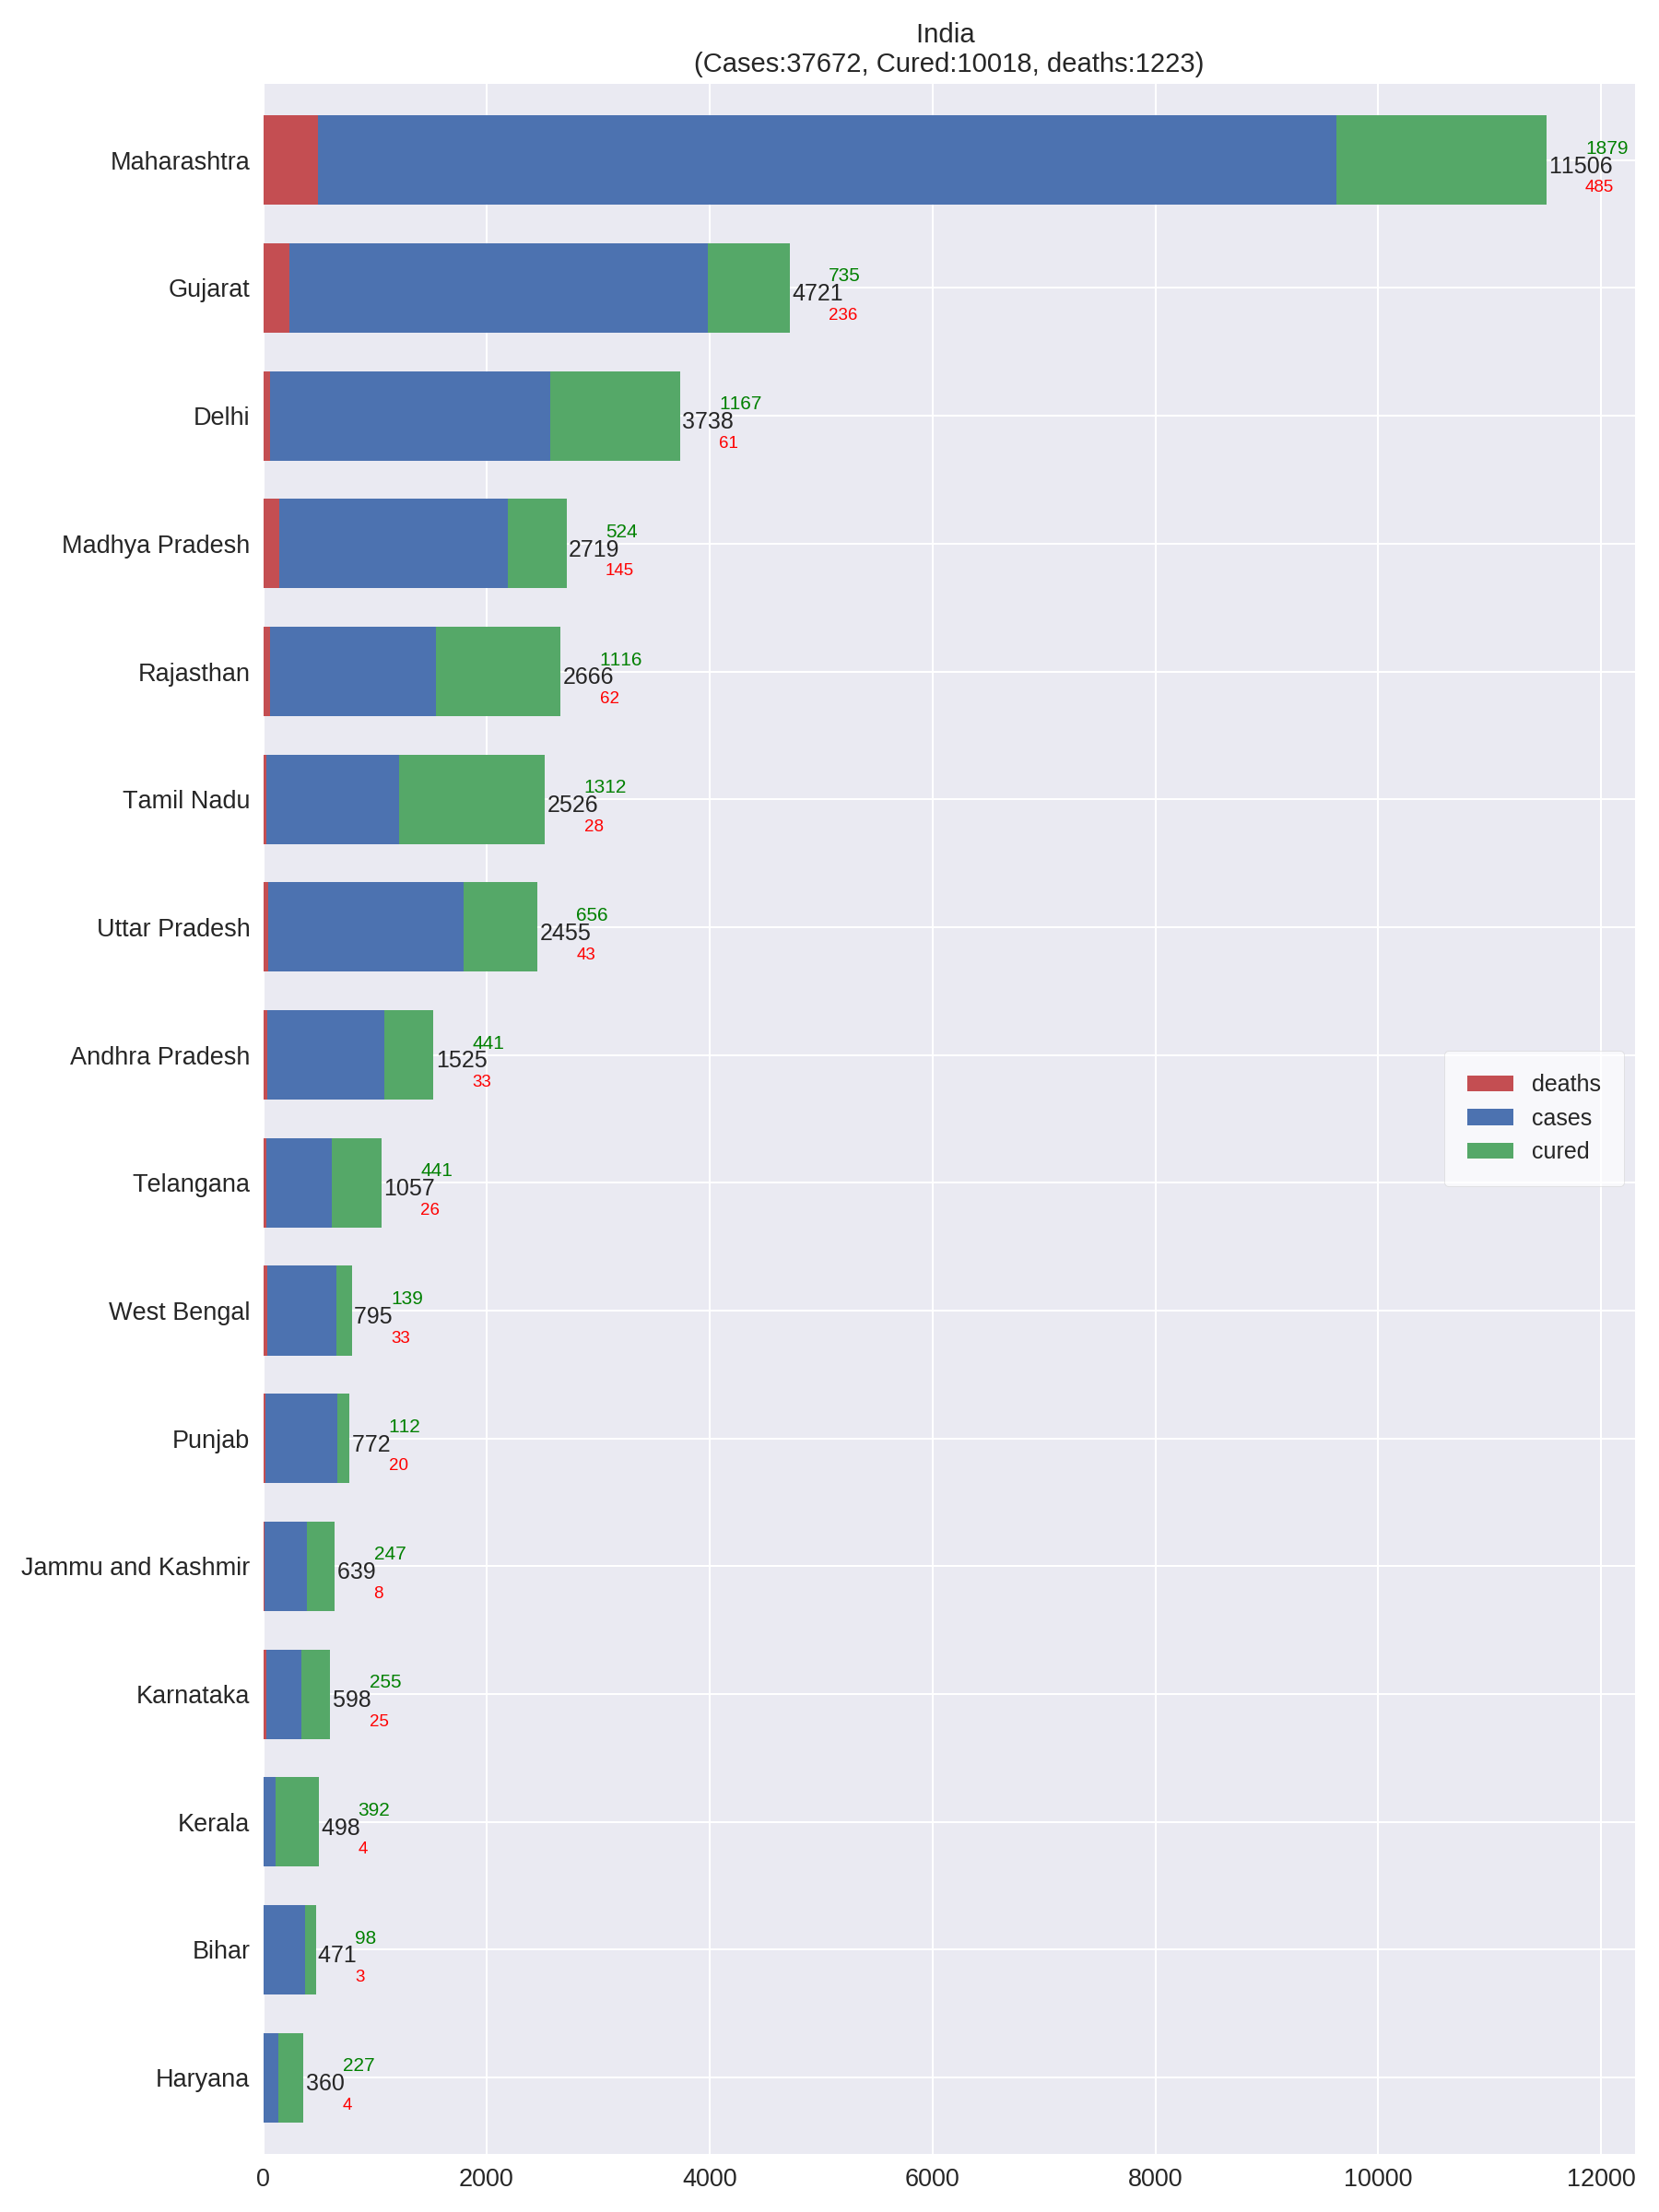 India
(Cases:37672, Cured:10018, deaths:1223)
Maharashtra
1879
11506
485
Gujarat
735
4721
236
Delhi
1167
3738
61
Madhya Pradesh
524
2719
145
Rajasthan
1116
2666
62
Tamil Nadu
1312
2526
28
Uttar Pradesh
656
2455
43
Andhra Pradesh
441
1525
33
deaths
cases
cured
Telangana
441
1057
26
West Bengal
139
795
33
Punjab
112
772
20
Jammu and Kashmir
247
639
8
Karnataka
255
598
25
Kerala
392
498
4
Bihar
98
471
3
Haryana
227
360
4
0 2000 4000 6000 8000 10000 12000